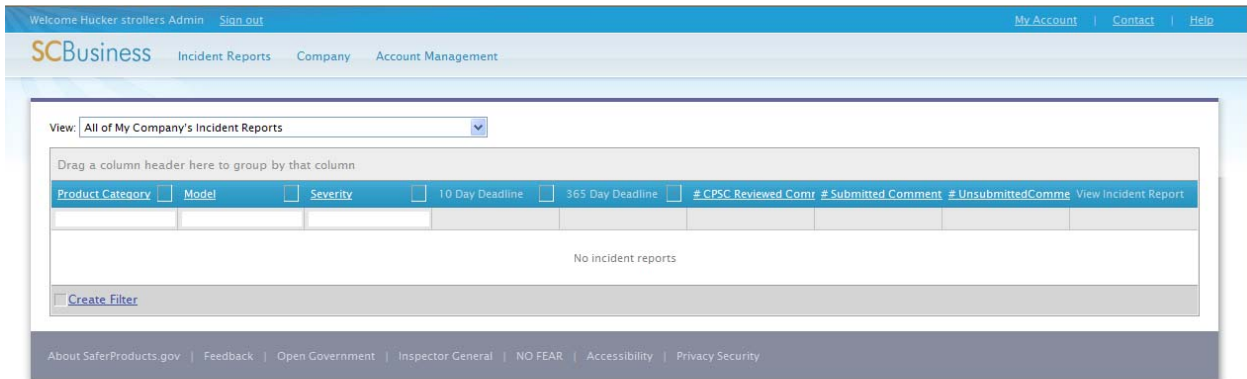 Welcome Hucker strollers Admin Sign out My Account | Contact | Help
SCBusiness Incident Reports Company Account Management
View: All of My Company's Incident Reports
Drag a column header here to group by that column
Product Category Model Severity 10 Day Deadline 365 Day Deadline # CPSC Reviewed Comr # Submitted Comment # UnsubmittedComme View Incident Report
No incident reports
Create Filter
About SaferProducts.gov | Feedback | Open Government | Inspector General | NO FEAR | Accessibility | Privacy Security